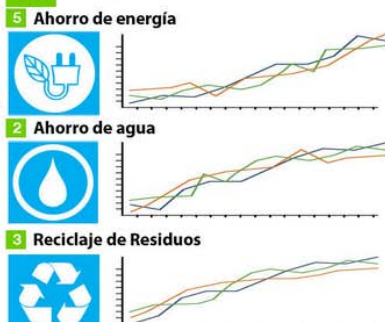 5 Ahorro de energía
2 Ahorro de agua
3 Reciclaje de Residuos